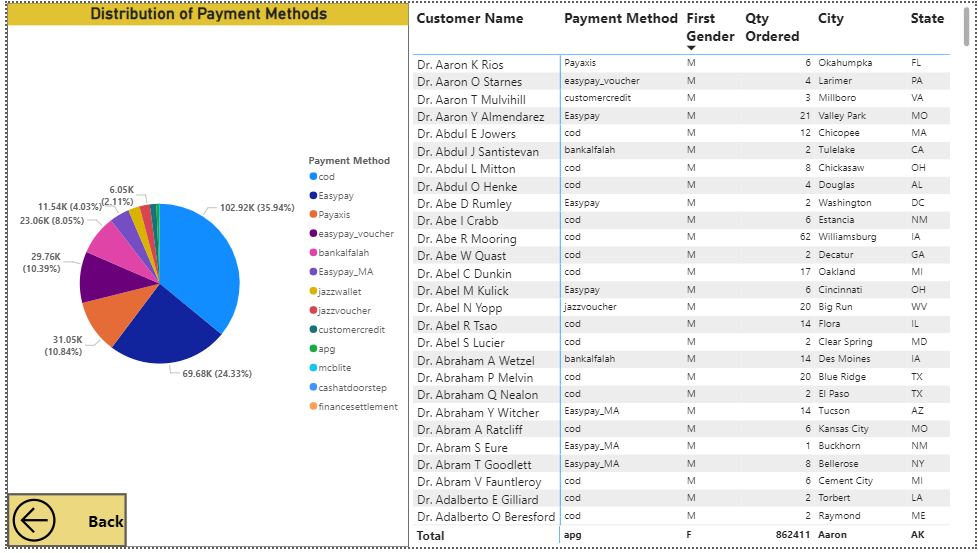 Distribution of Payment Methods
6.05K
(2.11%)
11.54K (4.03%)
23.06K (8.05%)
29.76K
(10.39%)
31.05K
(10.84%)
102.92K (35.94%)
69.68K (24.33%)
Payment Method
cod
Easypay
Payaxis
easypay_voucher
bankalfalah
Easypay_MA
jazzwallet
jazzvoucher
customercredit
apg
mcblite
cashatdoorstep
financesettlement
Back
Customer Name Payment Method First Gender Qty Ordered City State
Dr. Aaron K Rios Payaxis M 6 Okahumpka FL
Dr. Aaron O Starnes easypay_voucher M 4 Larimer PA
Dr. Aaron T Mulvihill customercredit M 3 Millboro VA
Dr. Aaron Y Almendarez Easypay M 21 Valley Park MO
Dr. Abdul E Jowers cod M 12 Chicopee MA
Dr. Abdul J Santistevan bankalfalah M 2 Tulelake CA
Dr. Abdul L Mitton cod M 8 Chickasaw OH
Dr. Abdul O Henke cod M 4 Douglas AL
Dr. Abe D Rumley Easypay M 2 Washington DC
Dr. Abe I Crabb cod M 6 Estancia NM
Dr. Abe R Mooring cod M 62 Williamsburg IA
Dr. Abe W Quast cod M 2 Decatur GA
Dr. Abel C Dunkin cod M 17 Oakland MI
Dr. Abel M Kulick Easypay M 6 Cincinnati OH
Dr. Abel N Yopp jazzvoucher M 20 Big Run WV
Dr. Abel R Tsao cod M 14 Flora IL
Dr. Abel S Lucier cod M 2 Clear Spring MD
Dr. Abraham A Wetzel bankalfalah M 14 Des Moines IA
Dr. Abraham P Melvin cod M 20 Blue Ridge TX
Dr. Abraham Q Nealon cod M 2 El Paso TX
Dr. Abraham Y Witcher Easypay_MA M 14 Tucson AZ
Dr. Abram A Ratcliff cod M 6 Kansas City MO
Dr. Abram S Eure Easypay_MA M 1 Buckhorn NM
Dr. Abram T Goodlett Easypay_MA M 8 Bellerose NY
Dr. Abram V Fauntleroy cod M 6 Cement City MI
Dr. Adalberto E Gilliard cod M 2 Torbert LA
Dr. Adalberto O Beresford cod M 2 Raymond ME
Total apg F 862411 Aaron AK